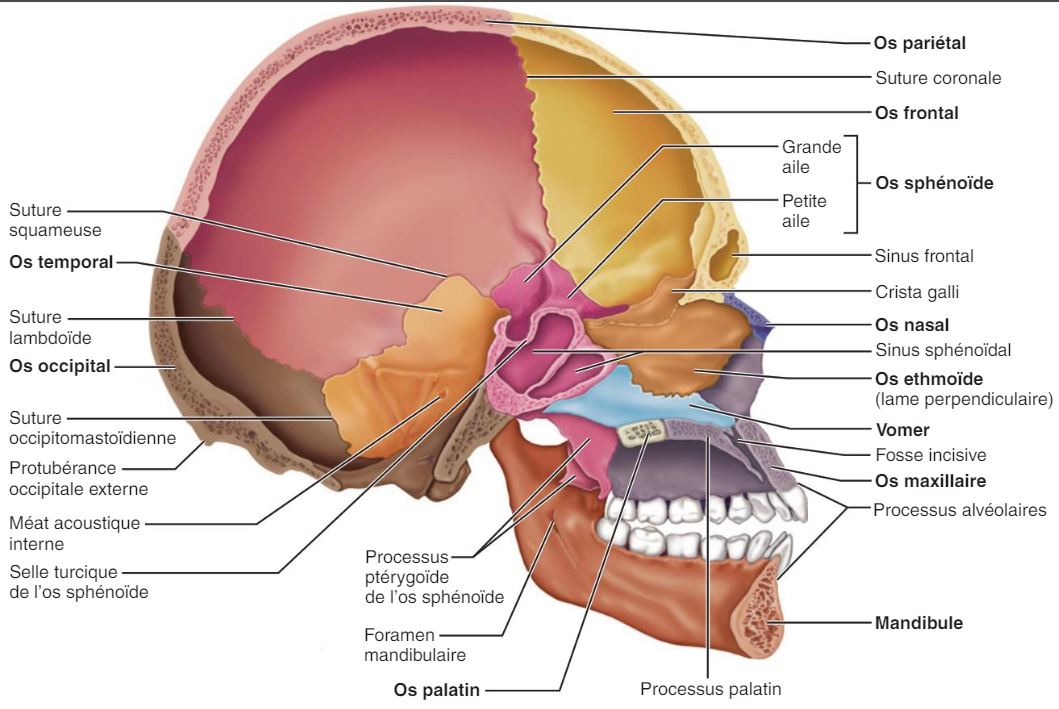 Os pariétal
Suture coronale
Os frontal
Grande
aile
Os sphénoïde
Petite
aile
Sinus frontal
Crista galli
Os nasal
Sinus sphénoïdal
Os ethmoïde
(lame perpendiculaire)
Vomer
Fosse incisive
Os maxillaire
Processus alvéolaires
Mandibule
Suture
squameuse
Os temporal
Suture
lambdoïde
Os occipital
Suture
occipitomastoïdienne
Protubérance
occipitale externe
Méat acoustique
interne
Selle turcique
de l'os sphénoïde
Processus
ptérygoïde
de l'os sphénoïde
Foramen
mandibulaire
Os palatin
Processus palatin